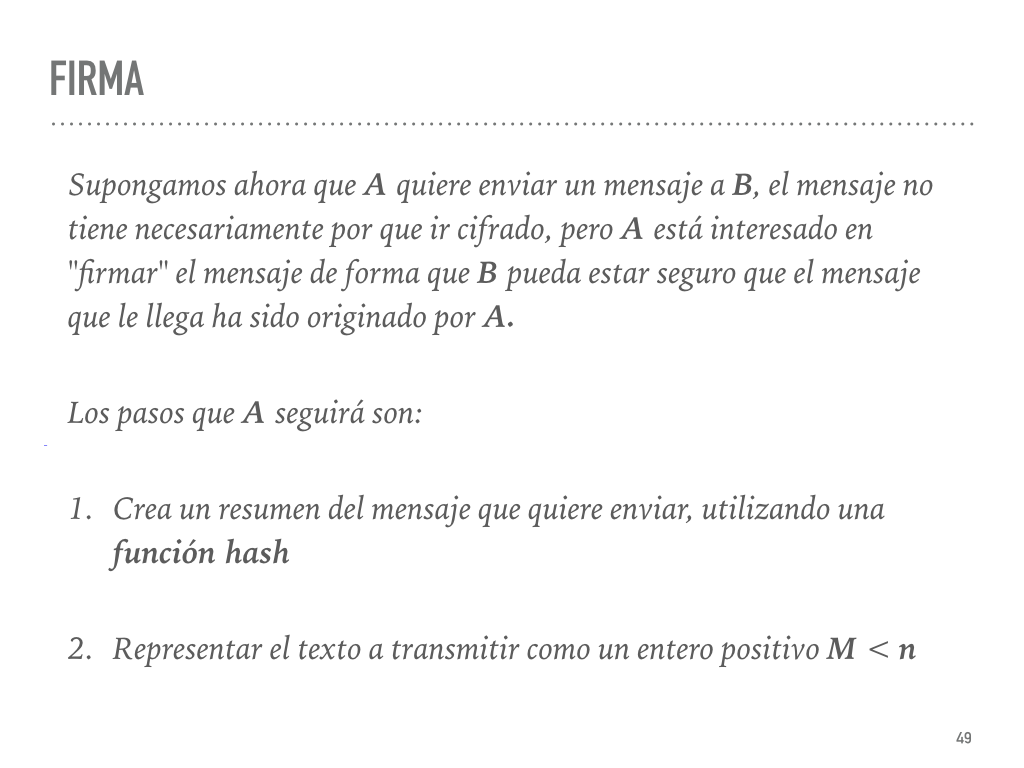 FIRMA
Supongamos ahora que A quiere enviar un mensaje a B, el mensaje no
tiene necesariamente por que ir cifrado, pero A está interesado en
"firmar" el mensaje de forma que B pueda estar seguro que el mensaje
que le llega ha sido originado por A.
Los pasos que A seguirá son:
1. Crea un resumen del mensaje que quiere enviar, utilizando una
función hash
2. Representar el texto a transmitir como un entero positivo M < n
49